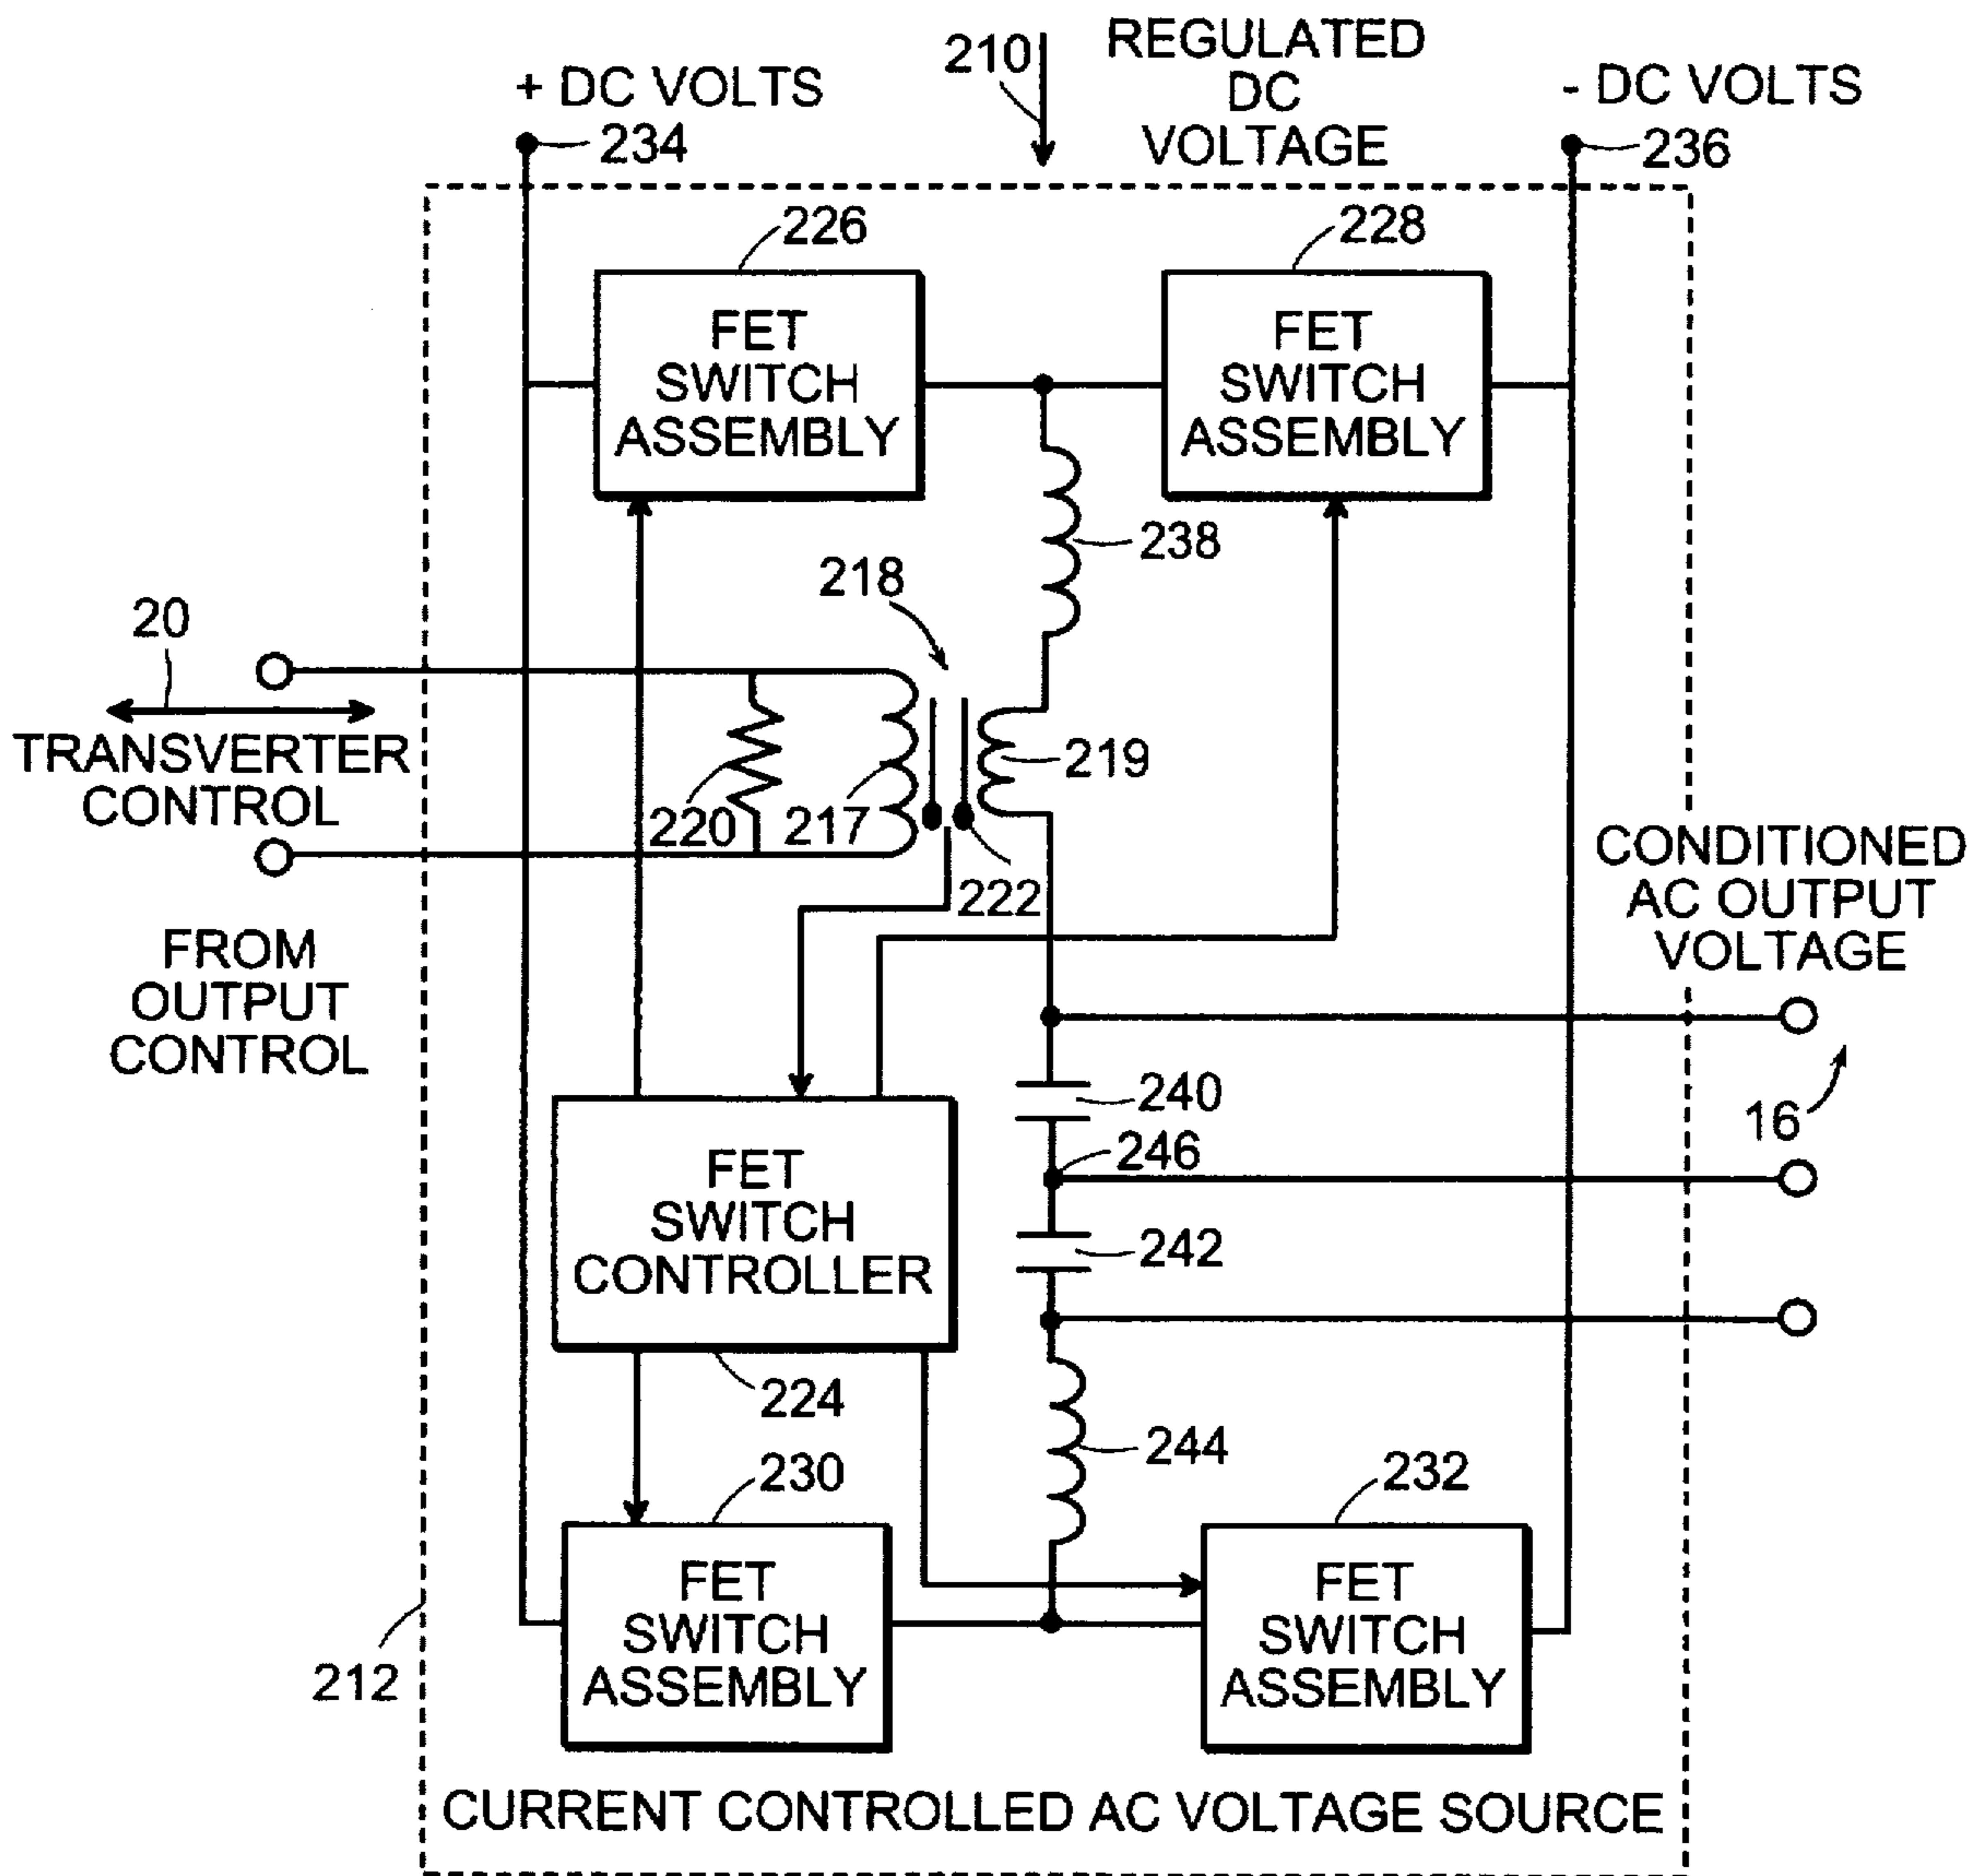 210
REGULATED
DC
VOLTAGE
+ DC VOLTS
234
- DC VOLTS
236
226
228
FET
SWITCH
ASSEMBLY
FET
SWITCH
ASSEMBLY
238
218
20
TRANSVERTER
CONTROL
220
217
219
222
FROM
OUTPUT
CONTROL
CONDITIONED
AC OUTPUT
VOLTAGE
240
16
246
FET
SWITCH
CONTROLLER
242
224
244
230
232
FET
SWITCH
ASSEMBLY
FET
SWITCH
ASSEMBLY
212
CURRENT CONTROLLED AC VOLTAGE SOURCE